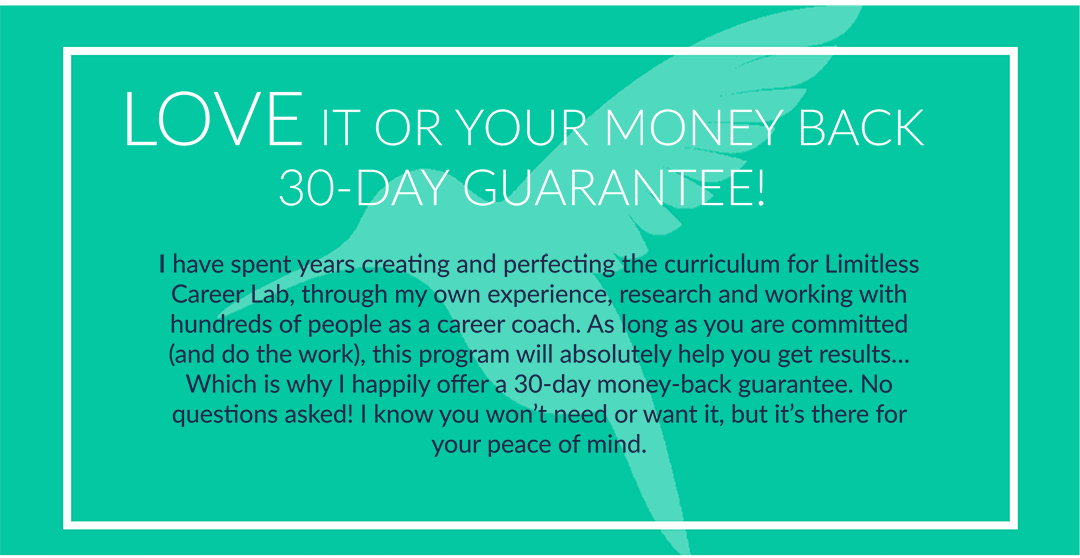 LOVE IT OR YOUR MONEY BACK
30-DAY GUARANTEE!
I have spent years creating and perfecting the curriculum for Limitless
Career Lab, through my own experience, research and working with
hundreds of people as a career coach. As long as you are committed
(and do the work), this program will absolutely help you get results...
Which is why I happily offer a 30-day money-back guarantee. No
questions asked! I know you won’t need or want it, but it’s there for
your peace of mind.